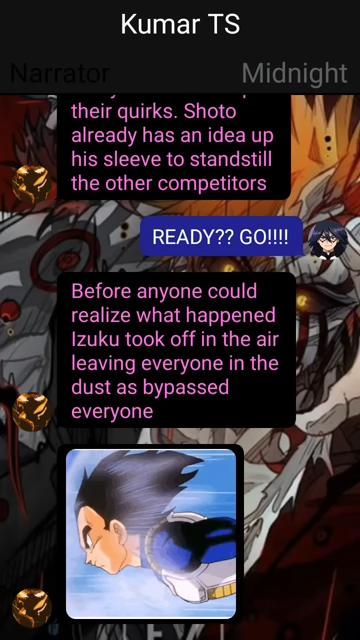 Kumar TS
Narrator
Midnight
their quirks. Shoto
already has an idea up
his sleeve to standstill
the other competitors
READY?? GO!!!!
Before anyone could
realize what happened
Izuku took off in the air
leaving everyone in the
dust as bypassed
everyone